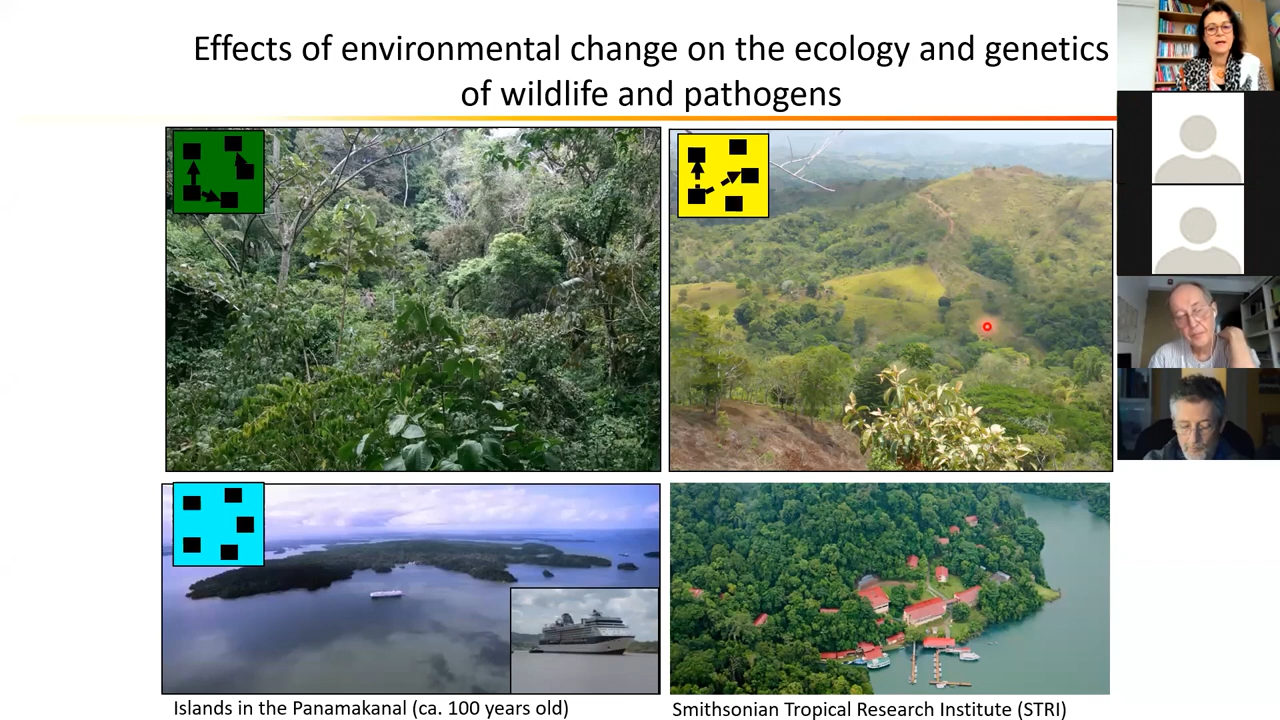 Effects of environmental change on the ecology and genetics
of wildlife and pathogens
Islands in the Panamakanal (ca. 100 years old)
Smithsonian Tropical Research Institute (STRI)